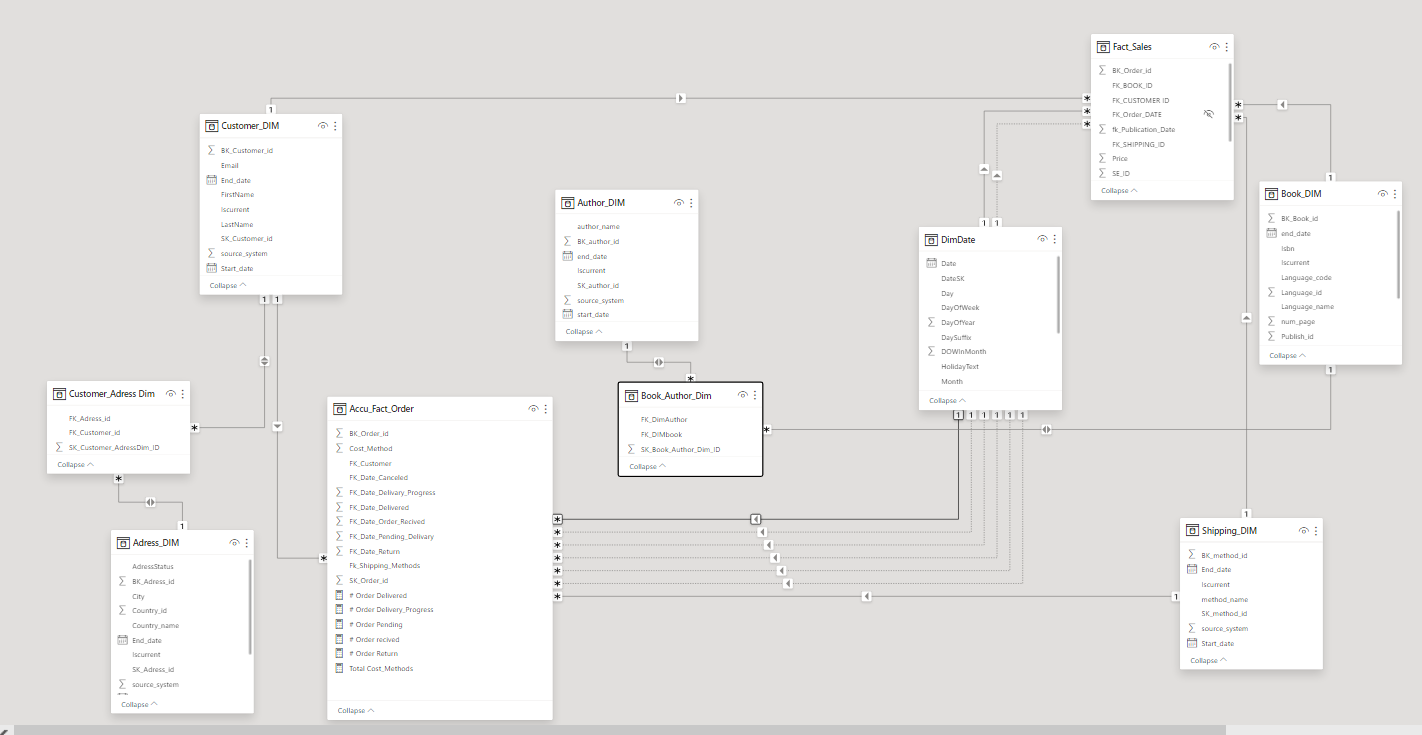 Fact_Sales
BK_Order_id
FK_BOOK_ID
FK_CUSTOMER ID
FK_Order_DATE
fk_Publication_Date
FK_SHIPPING_ID
Price
SE_ID
Collapse
Customer_DIM
BK_Customer_id
Email
End_date
FirstName
Iscurrent
LastName
SK_Customer_id
source_system
Start_date
Collapse
Author_DIM
author_name
BK_author_id
end_date
Iscurrent
SK_author_id
source_system
start_date
Collapse
DimDate
Date
DateSK
Day
DayOfWeek
DayOfYear
DaySuffix
DOWInMonth
HolidayText
Month
Collapse
Book_DIM
BK_Book_id
end_date
Isbn
Iscurrent
Language_code
Language_id
Language_name
num_page
Publish_id
Collapse
Customer_Adress Dim
FK_Adress_id
FK_Customer_id
SK_Customer_AdressDim_ID
Collapse
Accu_Fact_Order
BK_Order_id
Cost_Method
FK_Customer
FK_Date_Canceled
FK_Date_Delivary_Progress
FK_Date_Delivered
FK_Date_Order_Recived
FK_Date_Pending_Delivary
FK_Date_Return
Fk_Shipping_Methods
SK_Order_id
# Order Delivered
# Order Delivery_Progress
# Order Pending
# Order recived
# Order Return
Total Cost_Methods
Collapse
Book_Author_Dim
FK_DimAuthor
FK_DIMbook
SK_Book_Author_Dim_ID
Collapse
Adress_DIM
AdressStatus
BK_Adress_id
City
Country_id
Country_name
End_date
Iscurrent
SK_Adress_id
source_system
Collapse
Shipping_DIM
BK_method_id
End_date
Iscurrent
method_name
SK_method_id
source_system
Start_date
Collapse